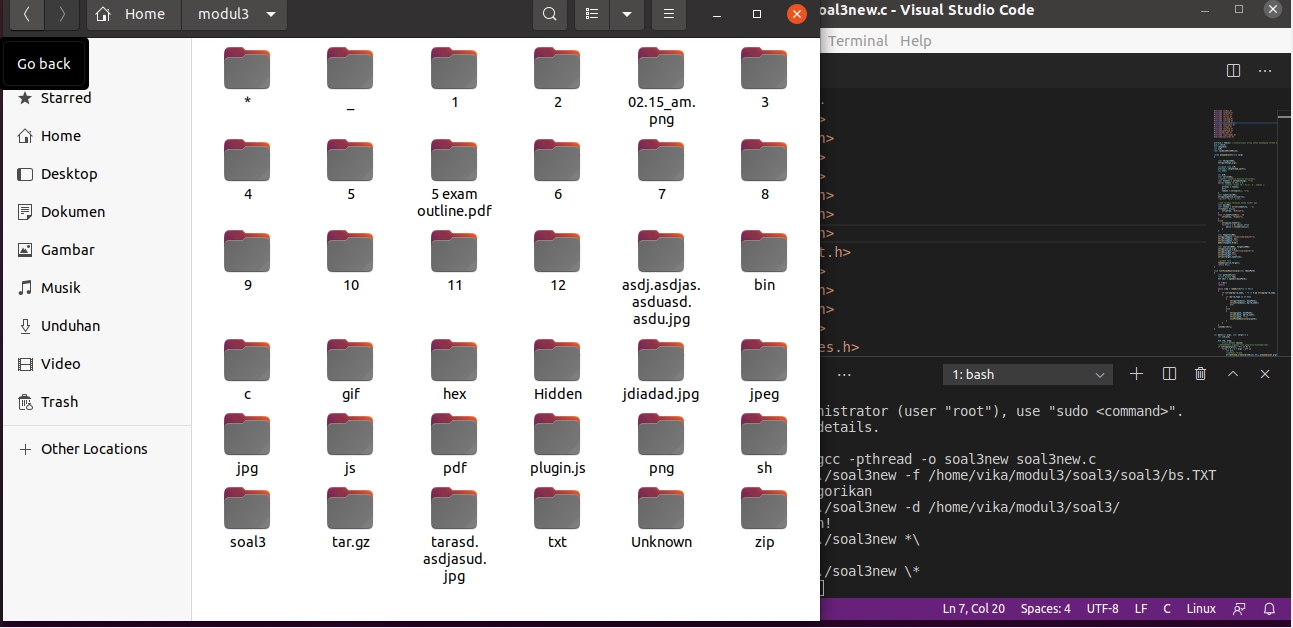 Home
modul3
Go back
Starred
Home
Desktop
Dokumen
Gambar
Musik
Unduhan
Video
Trash
Other Locations
*
_
1
2
02.15_am.
png
3
4
5
5 exam
outline.pdf
6
7
8
9
10
11
12
asdj.asdjas.
asduasd.
asdu.jpg
bin
c
gif
hex
Hidden
jdiadad.jpg
jpeg
jpg
js
pdf
plugin.js
png
sh
soal3
tar.gz
tarasd.
asdjasud.
jpg
txt
Unknown
zip
oal3new.c - Visual Studio Code
Terminal Help
>
h>
>
>
h>
h>
h>
t.h>
>
h>
h>
>
es.h>
1: bash
nistrator (user "root"), use "sudo <command>".
details.
gcc -pthread -o soal3new soal3new.c
./soal3new -f /home/vika/modul3/soal3/soal3/bs.TXT
gorikan
./soal3new -d /home/vika/modul3/soal3/
n!
./soal3new *\
./soal3new \*
Ln 7, Col 20 Spaces: 4 UTF-8 LF C Linux